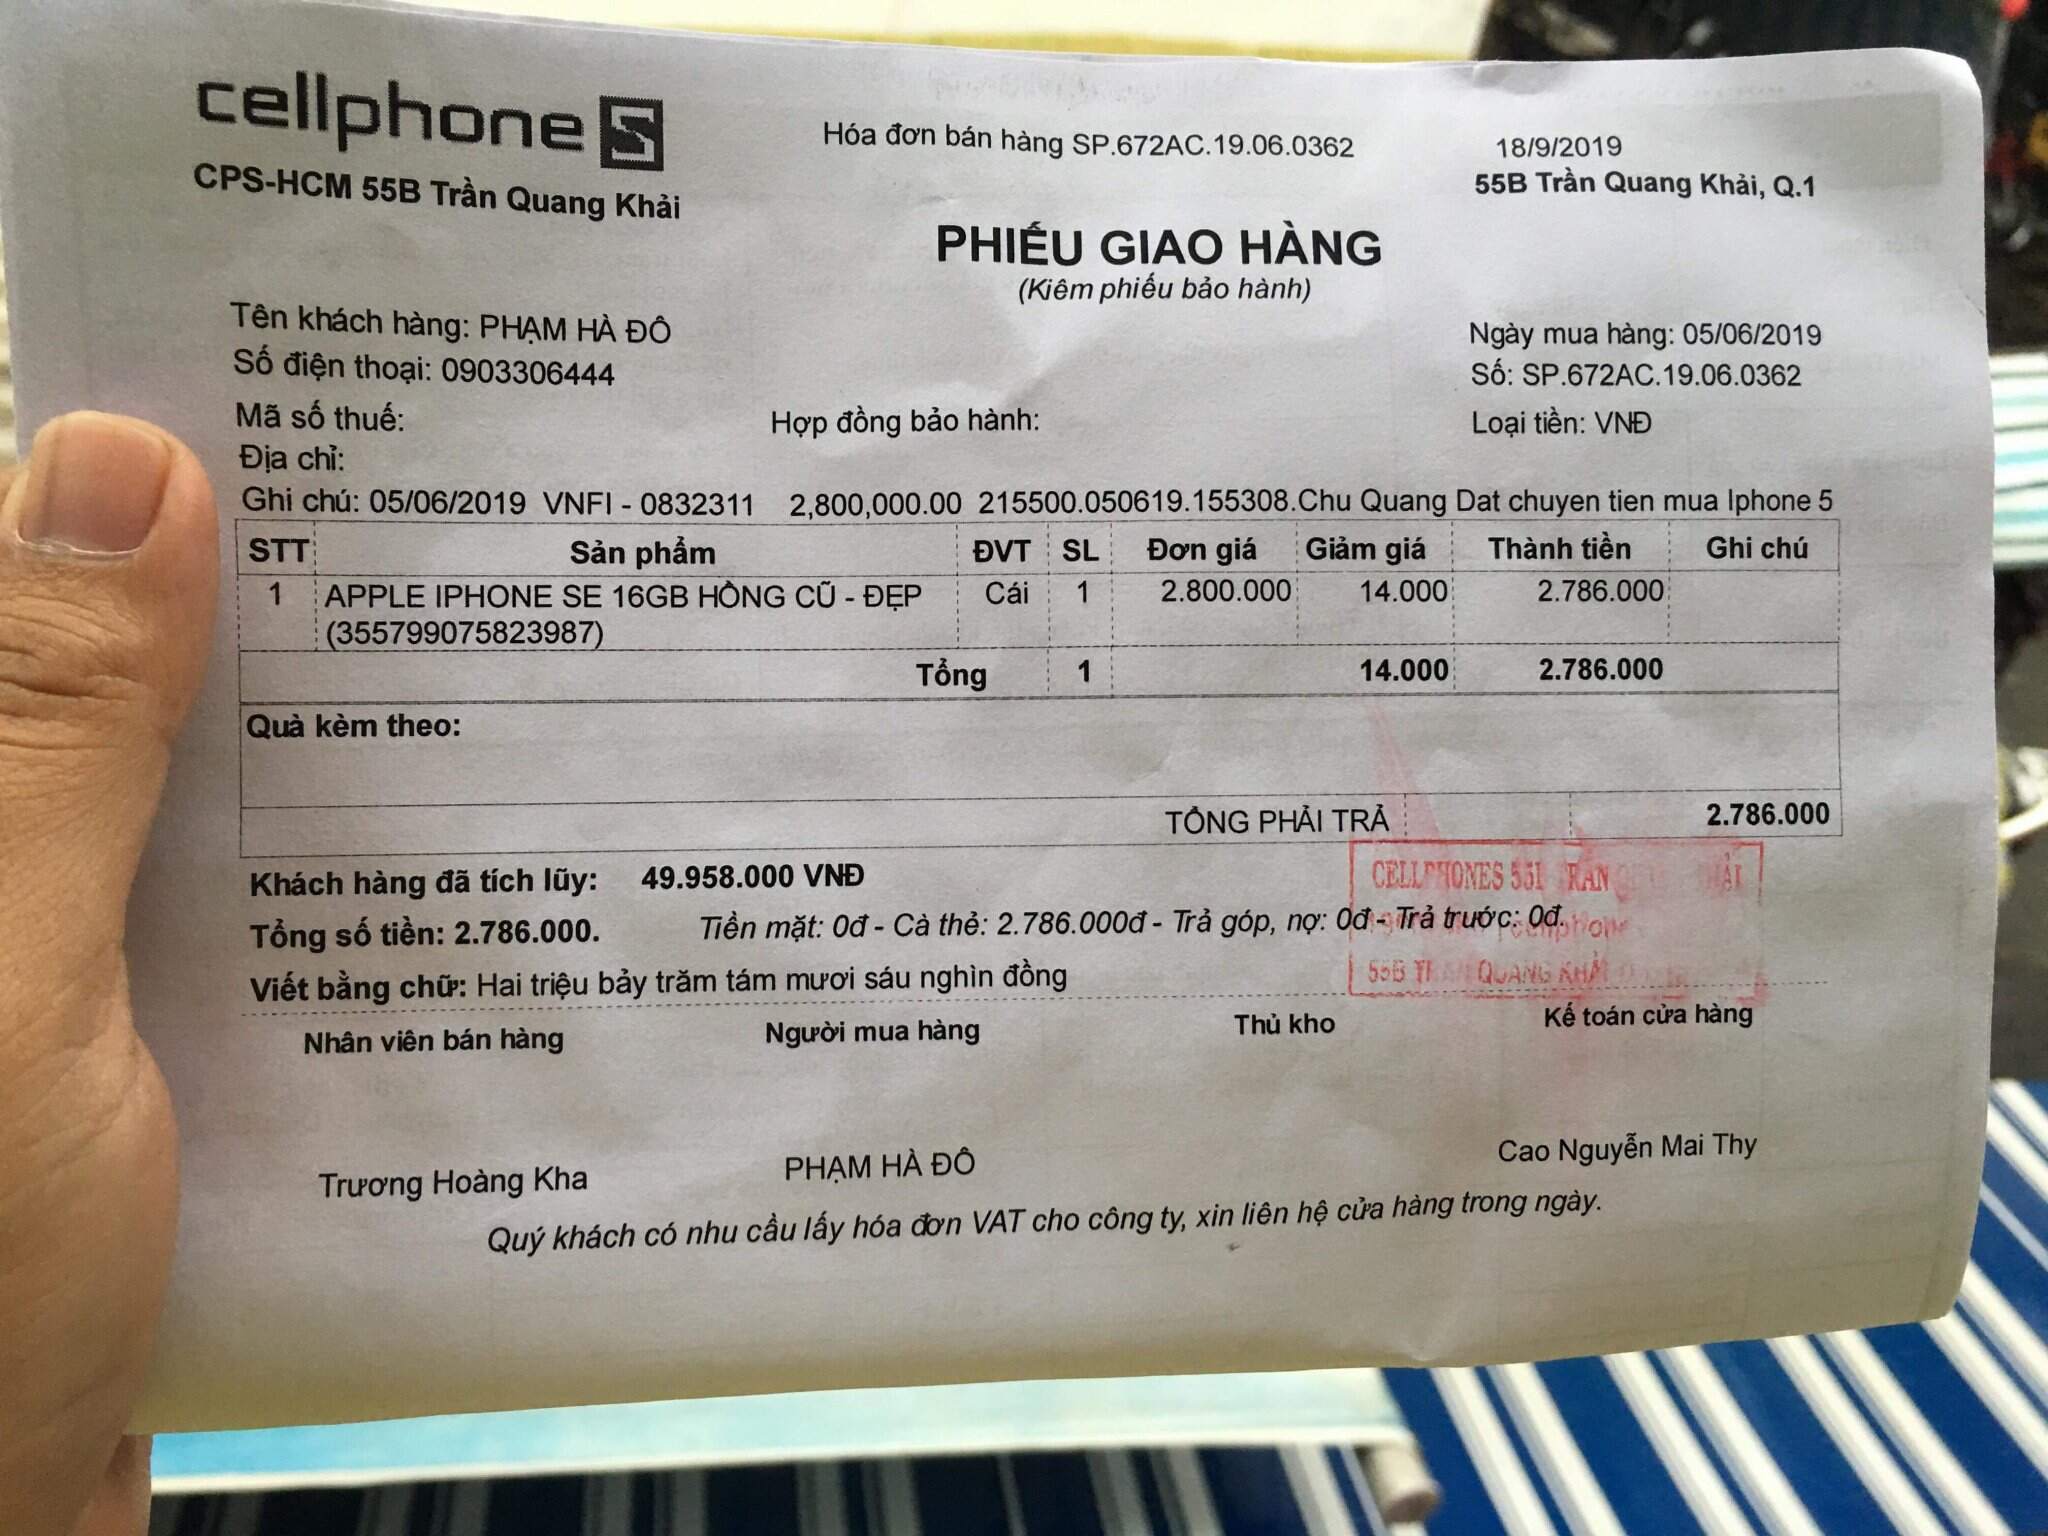 cellphoneS
CPS-HCM 55B Trần Quang Khải
Hóa đơn bán hàng SP.672AC.19.06.0362
18/9/2019
55B Trần Quang Khải, Q.1
PHIẾU GIAO HÀNG
(Kiêm phiếu bảo hành)
Tên khách hàng: PHẠM HÀ ĐÔ
Ngày mua hàng: 05/06/2019
Số điện thoại: 0903306444
Số: SP.672AC.19.06.0362
Mã số thuế: Hợp đồng bảo hành: Loại tiền: VNĐ
Địa chỉ:
Ghi chú: 05/06/2019 VNFI - 0832311 2,800,000.00 215500.050619.155308.Chu Quang Dat chuyen tien mua Iphone 5
STT Sản phẩm ĐVT SL Đơn giá Giảm giá Thành tiền Ghi chú
1 APPLE IPHONE SE 16GB HỒNG CŨ - ĐẸP Cái 1 2.800.000 14.000 2.786.000
(355799075823987)
Tổng 1 14.000 2.786.000
Quà kèm theo:
TỔNG PHẢI TRẢ 2.786.000
Khách hàng đã tích lũy: 49.958.000 VNĐ
Tổng số tiền: 2.786.000. Tiền mặt: 0đ - Cà thẻ: 2.786.000đ - Trả góp, nợ: 0đ - Trả trước: 0đ.
Viết bằng chữ: Hai triệu bảy trăm tám mươi sáu nghìn đồng
CELLPHONES
cellphone
55B QUANG KHẢI
Nhân viên bán hàng Người mua hàng Thủ kho Kế toán cửa hàng
Trương Hoàng Kha PHẠM HÀ ĐÔ Cao Nguyễn Mai Thy
Quý khách có nhu cầu lấy hóa đơn VAT cho công ty, xin liên hệ cửa hàng trong ngày.